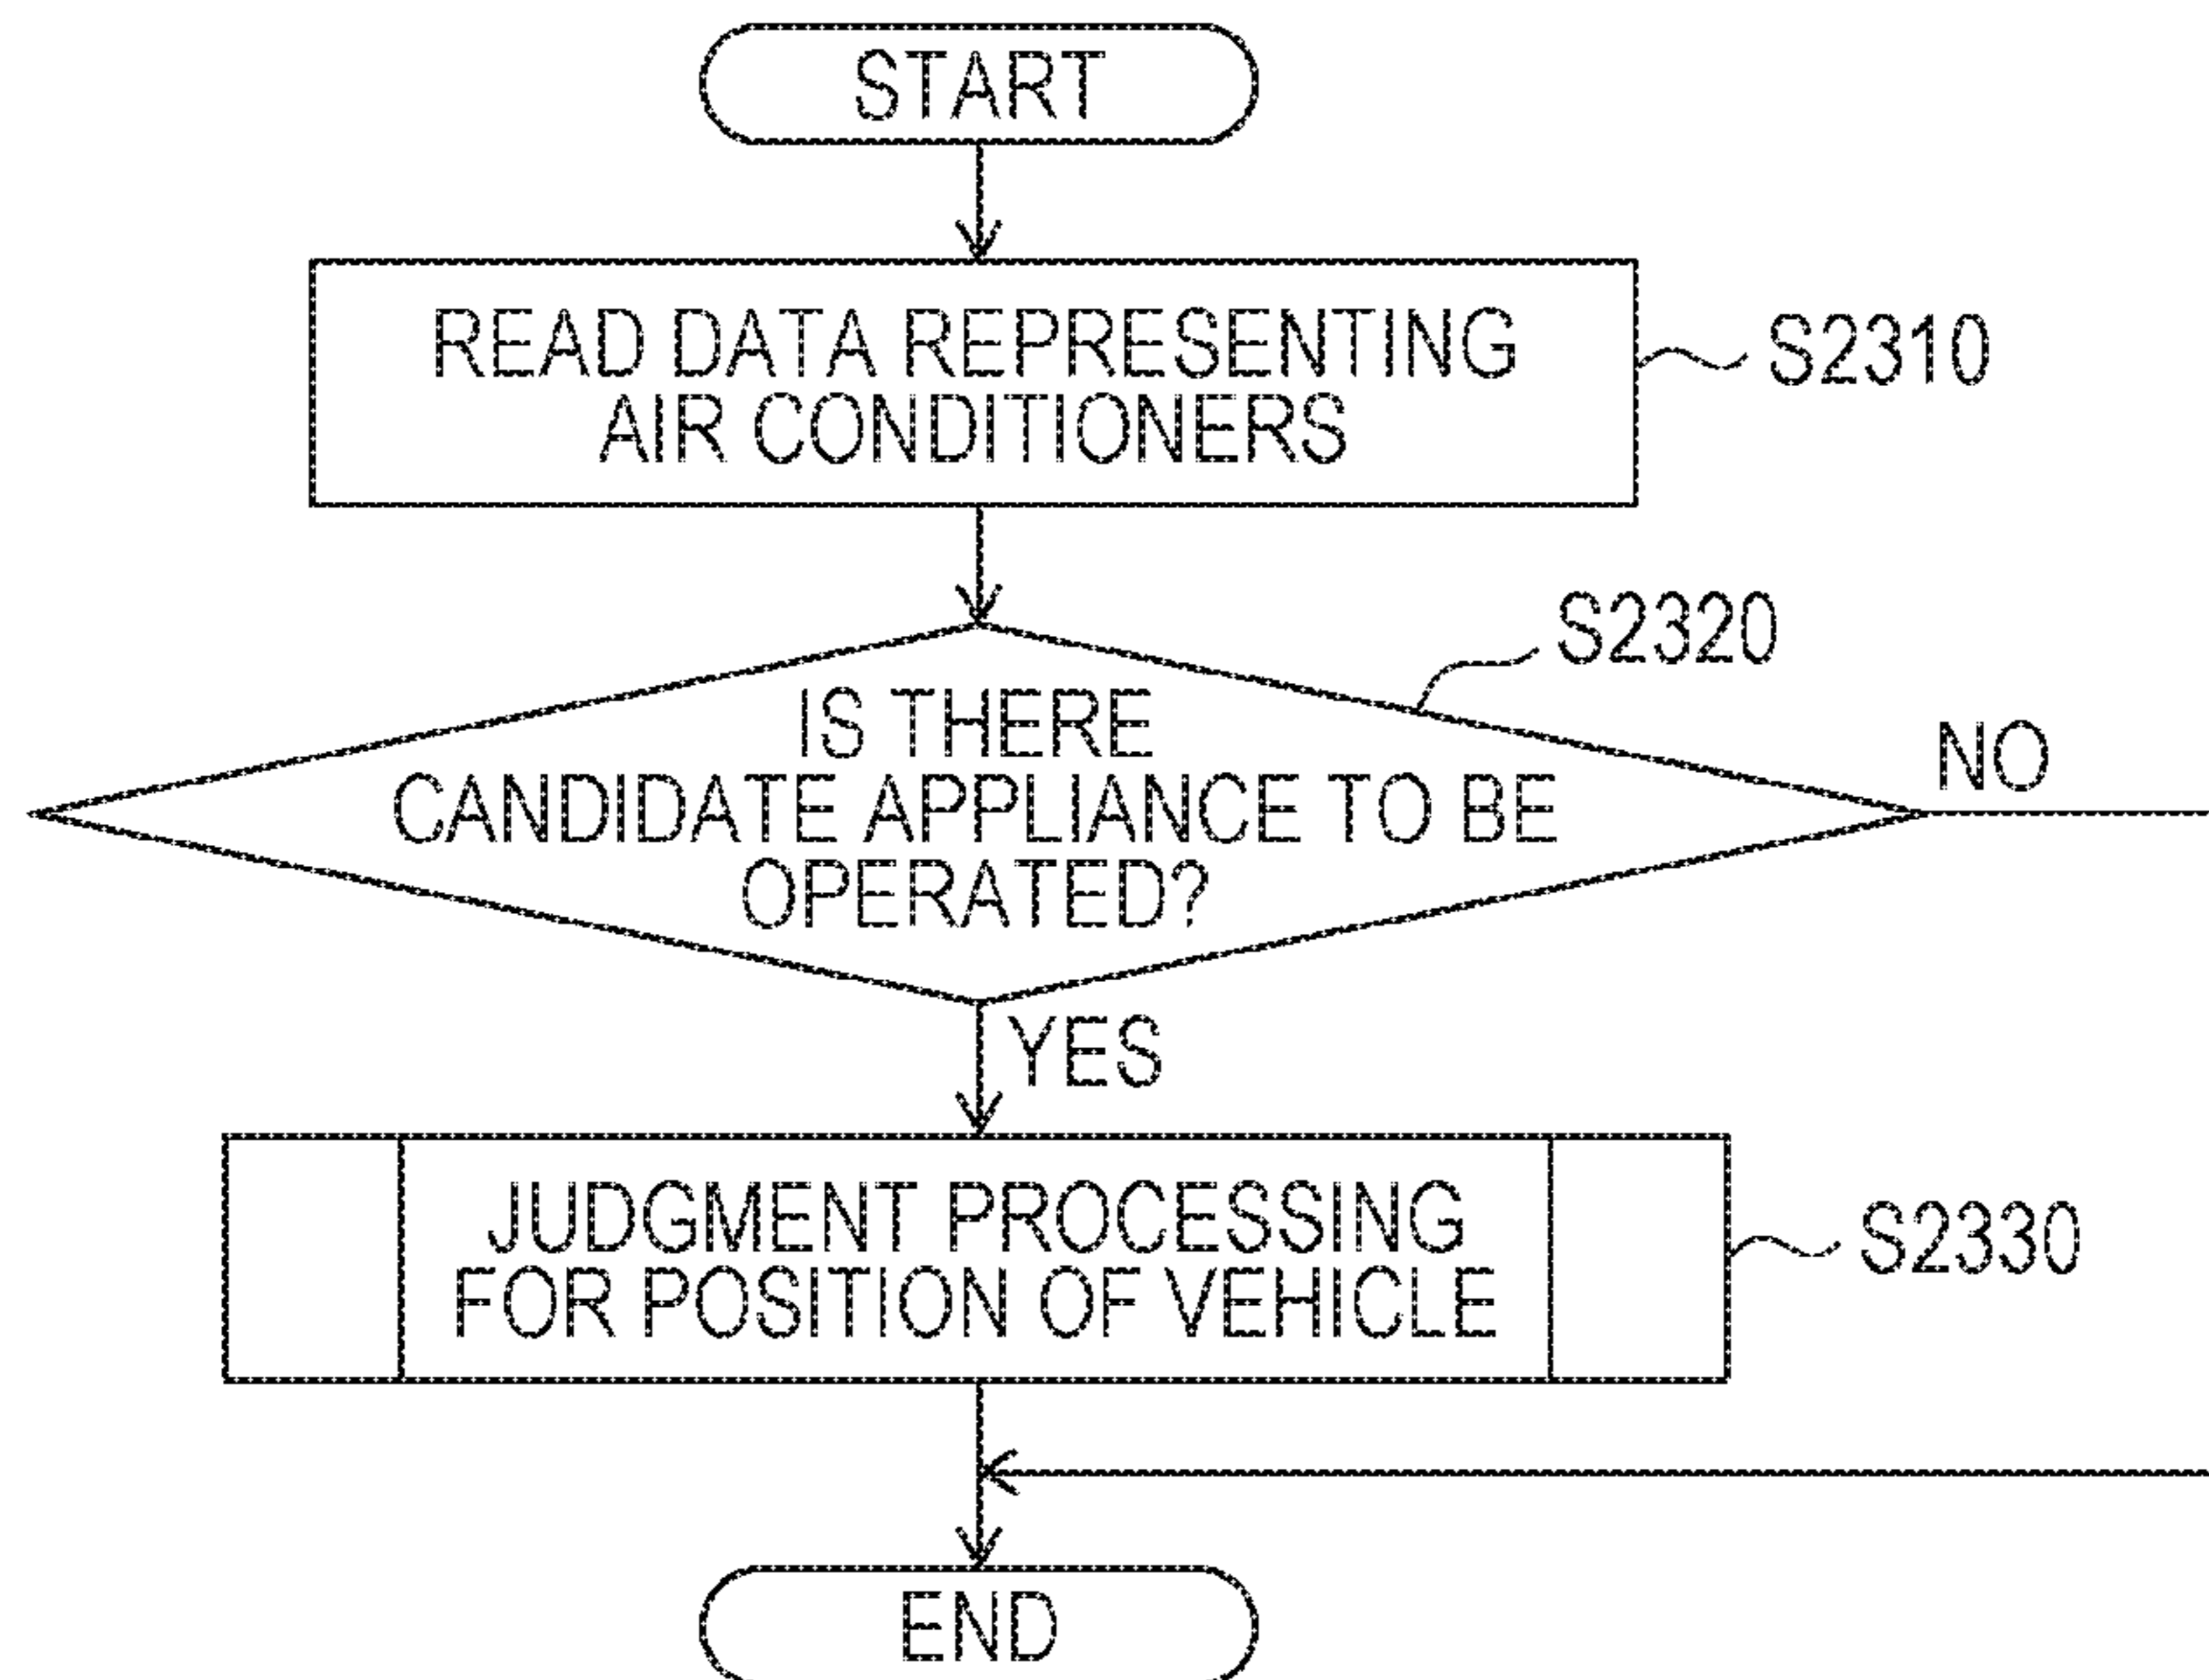 START
READ DATA REPRESENTING
AIR CONDITIONERS
S2310
S2320
IS THERE
CANDIDATE APPLIANCE TO BE
OPERATED?
NO
YES
JUDGMENT PROCESSING
FOR POSITION OF VEHICLE
S2330
END